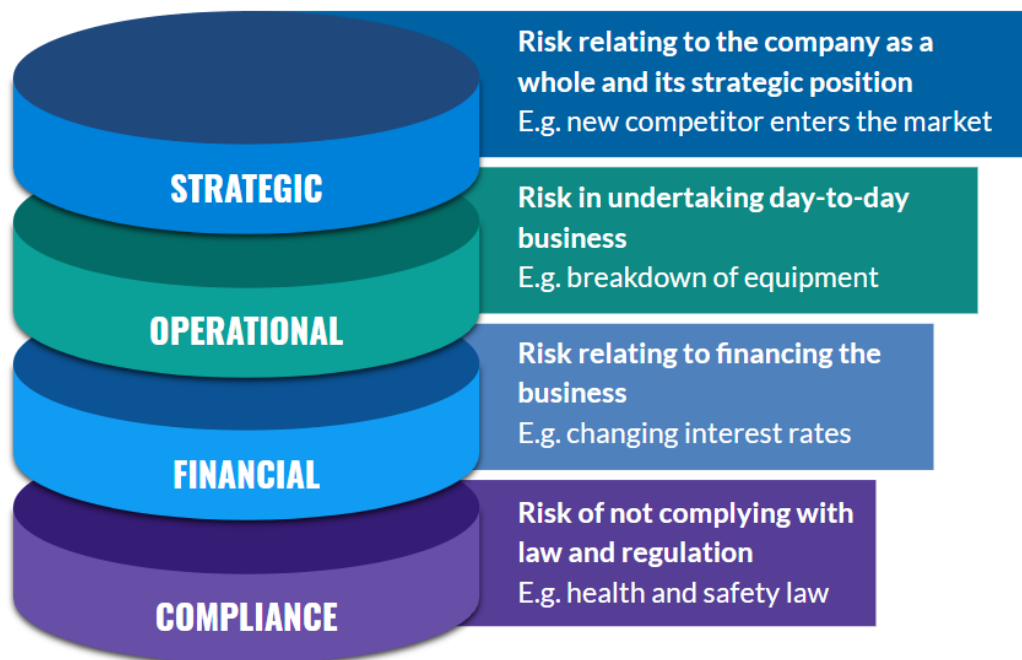 Risk relating to the company as a
whole and its strategic position
E.g. new competitor enters the market
STRATEGIC
Risk in undertaking day-to-day
business
E.g. breakdown of equipment
OPERATIONAL
Risk relating to financing the
business
E.g. changing interest rates
FINANCIAL
Risk of not complying with
law and regulation
E.g. health and safety law
COMPLIANCE